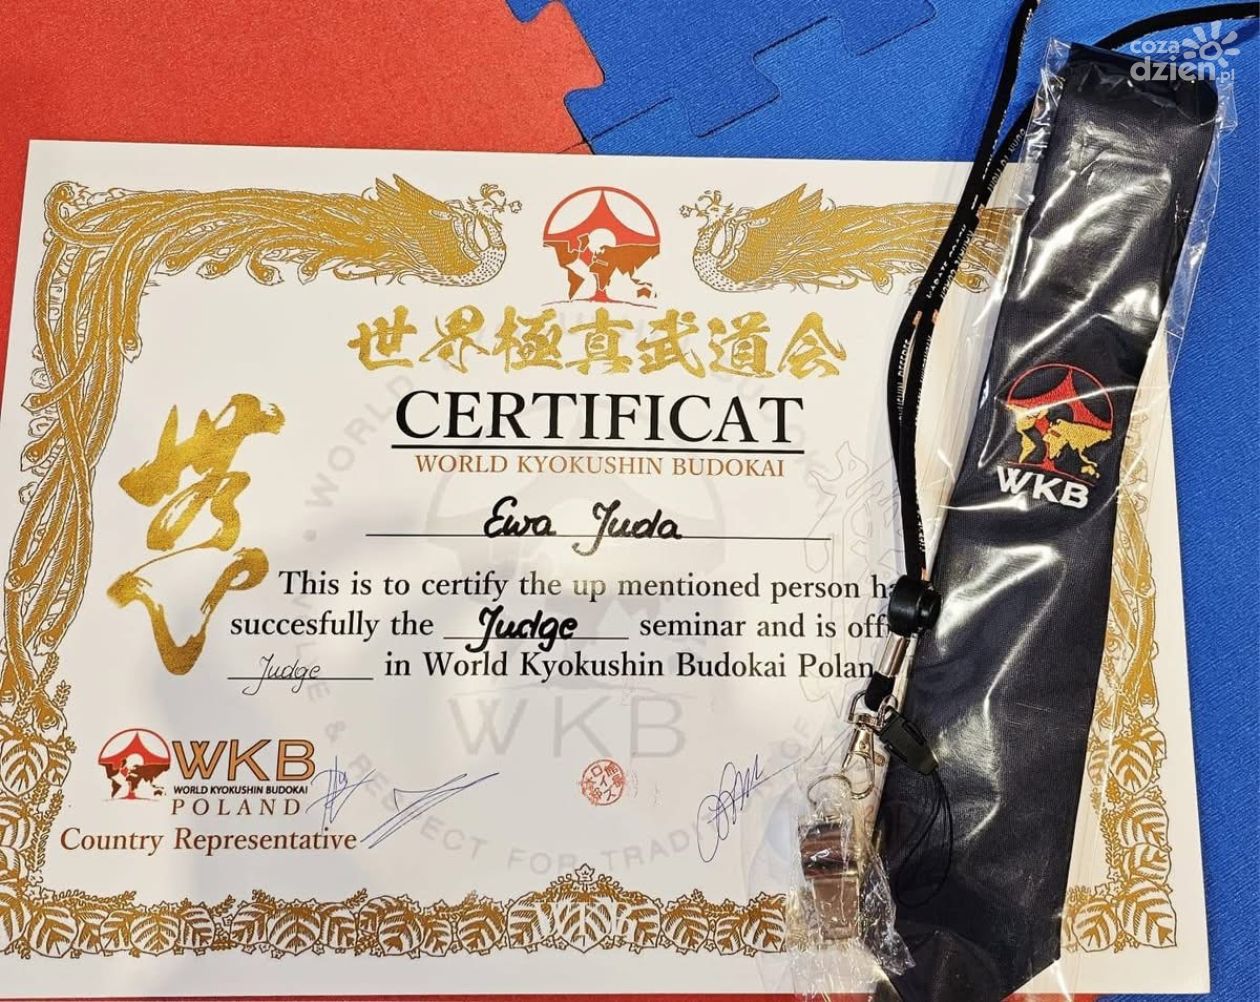 coza
dzien.pl
世界極真武道会
CERTIFICAT
WORLD KYOKUSHIN BUDOKAI
Ewa Juda
This is to certify the up mentioned person ha
succesfully the Judge seminar and is offi
Judge in World Kyokushin Budokai Polan
WKB
WKB
WKB
WORLD KYOKUSHIN BUDOKAI
POLAND
Country Representative
WKB